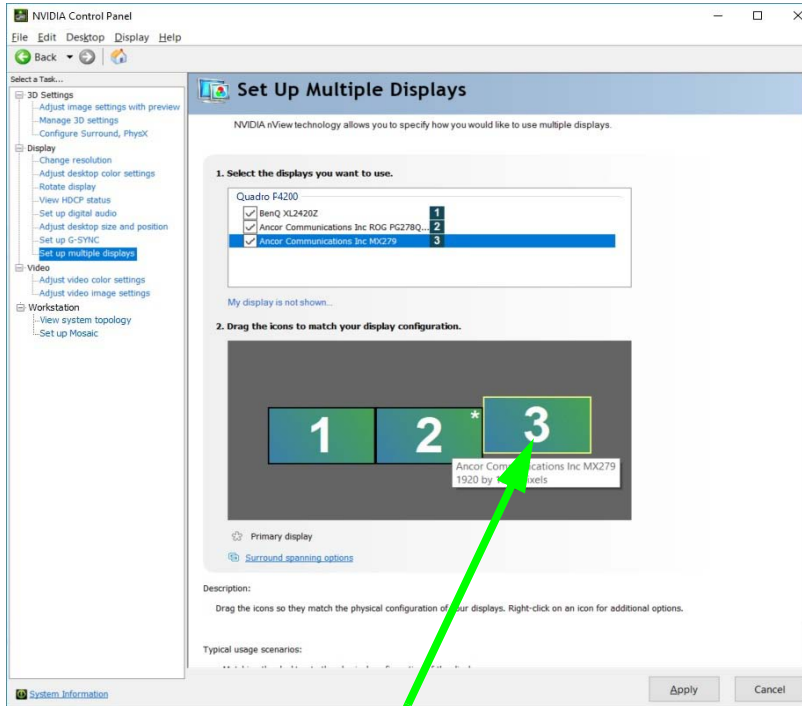 NVIDIA Control Panel
File Edit Desktop Display Help
Back
Select a Task...
3D Settings
Adjust image settings with preview
Manage 3D settings
Configure Surround, PhysX
Display
Change resolution
Adjust desktop color settings
Rotate display
View HDCP status
Set up digital audio
Adjust desktop size and position
Set up G-SYNC
Set up multiple displays
Video
Adjust video color settings
Adjust video image settings
Workstation
View system topology
Set up Mosaic
System Information
Set Up Multiple Displays
NVIDIA nView technology allows you to specify how you would like to use multiple displays.
1. Select the displays you want to use.
Quadro P4200
BenQ XL2420Z 1
Ancor Communications Inc ROG PG278Q... 2
Ancor Communications Inc MX279 3
My display is not shown...
2. Drag the icons to match your display configuration.
1 2 * 3
Ancor Communications Inc MX279
1920 by
Primary display
Surround spanning options
Description:
Drag the icons so they match the physical configuration of your displays. Right-click on an icon for additional options.
Typical usage scenarios:
Apply Cancel